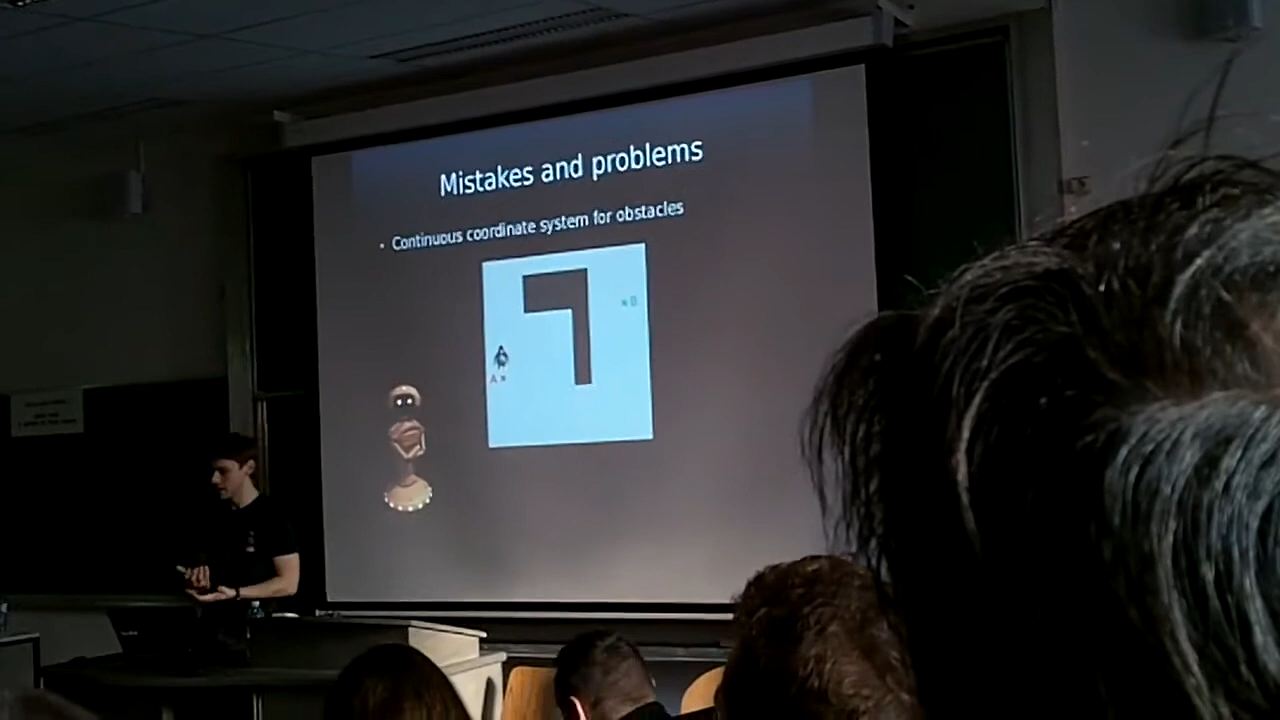 Mistakes and problems
• Continuous coordinate system for obstacles
× B
A ×